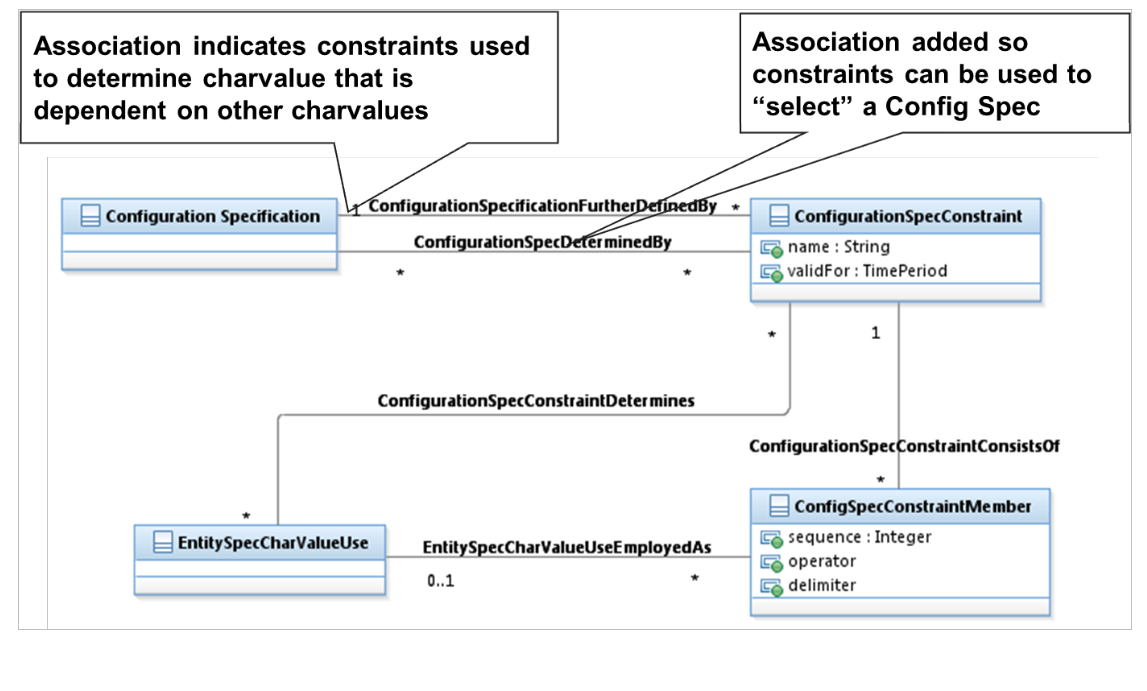 Association indicates constraints used
to determine charvalue that is
dependent on other charvalues
Association added so
constraints can be used to
“select” a Config Spec
Configuration Specification
1
ConfigurationSpecificationFurtherDefinedBy
*
ConfigurationSpecDeterminedBy
*
*
ConfigurationSpecConstraint
name : String
validFor : TimePeriod
*
1
ConfigurationSpecConstraintDetermines
ConfigurationSpecConstraintConsistsOf
*
*
EntitySpecCharValueUse
EntitySpecCharValueUseEmployedAs
0..1
*
ConfigSpecConstraintMember
sequence : Integer
operator
delimiter